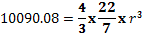 10090.08 = 4/3 x 22/7 x r³